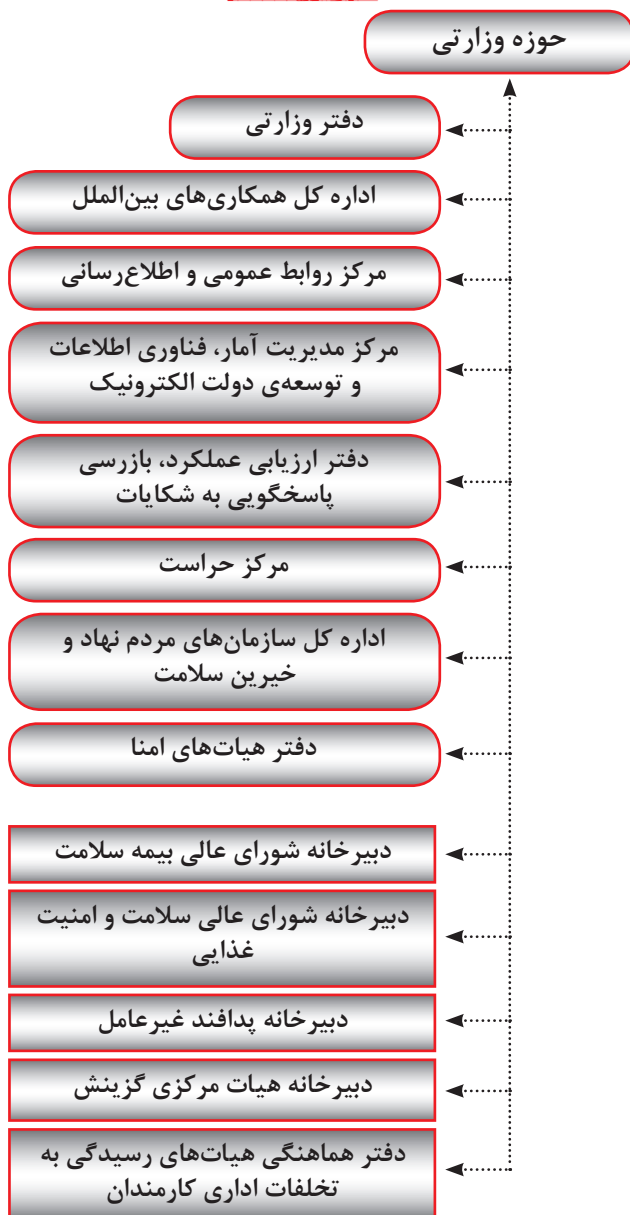 حوزه وزارتی
دفتر وزارتی
اداره کل همکاری‌های بین‌الملل
مرکز روابط عمومی و اطلاع‌رسانی
مرکز مدیریت آمار، فناوری اطلاعات
و توسعه‌ی دولت الکترونیک
دفتر ارزیابی عملکرد، بازرسی
پاسخگویی به شکایات
مرکز حراست
اداره کل سازمان‌های مردم نهاد و
خیرین سلامت
دفتر هیات‌های امنا
دبیرخانه شورای عالی بیمه سلامت
دبیرخانه شورای عالی سلامت و امنیت
غذایی
دبیرخانه پدافند غیرعامل
دبیرخانه هیات مرکزی گزینش
دفتر هماهنگی هیات‌های رسیدگی به
تخلفات اداری کارمندان